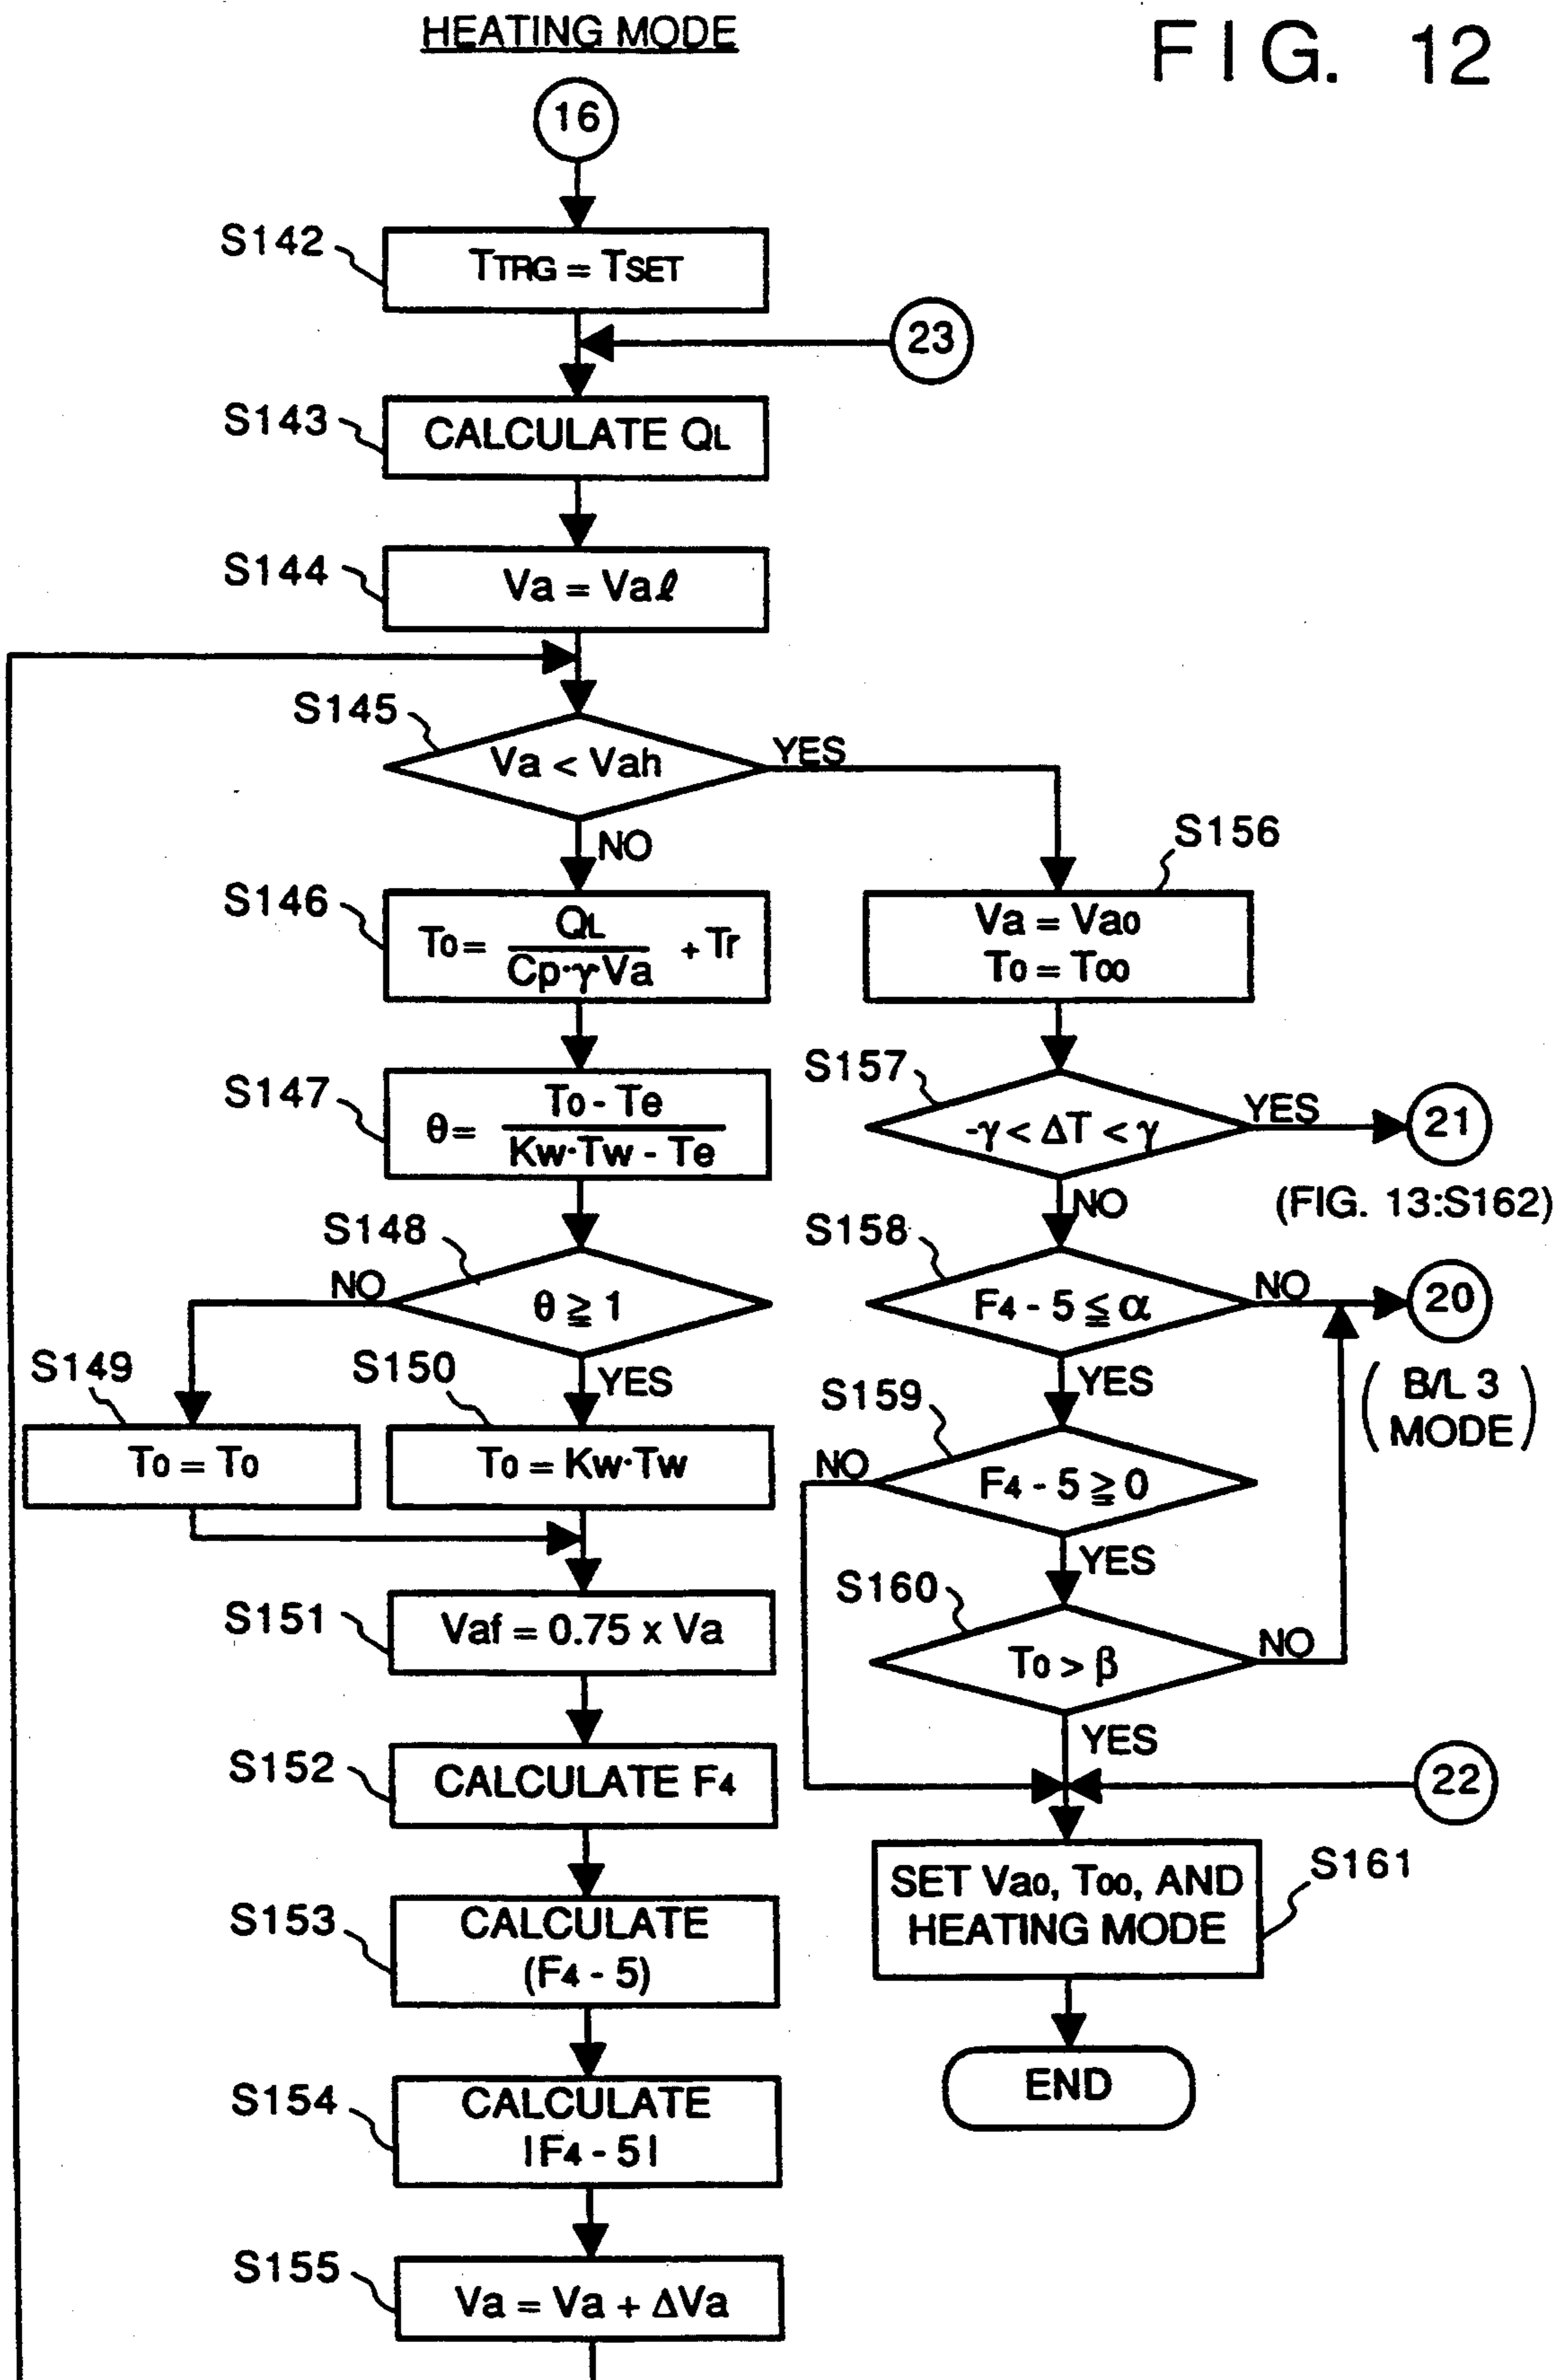 HEATING MODE
FIG. 12
16
S142
TTRG = TSET
23
S143
CALCULATE QL
S144
Va = Vaℓ
S145
Va < Vah
YES
NO
S146
To = QL / Cp·γ·Va + Tr
S147
θ = To - Te / Kw·Tw - Te
S148
θ ≧ 1
NO
YES
S149
To = To
S150
To = Kw·Tw
S151
Vaf = 0.75 x Va
S152
CALCULATE F4
S153
CALCULATE
(F4 - 5)
S154
CALCULATE
|F4 - 5|
S155
Va = Va + ΔVa
S156
Va = Vao
To = Too
S157
-γ < ΔT < γ
YES
21
(FIG. 13:S162)
NO
S158
F4 - 5 ≦ α
NO
20
(B/L 3
MODE)
YES
S159
F4 - 5 ≧ 0
NO
YES
S160
To > β
NO
YES
22
S161
SET Vao, Too, AND
HEATING MODE
END